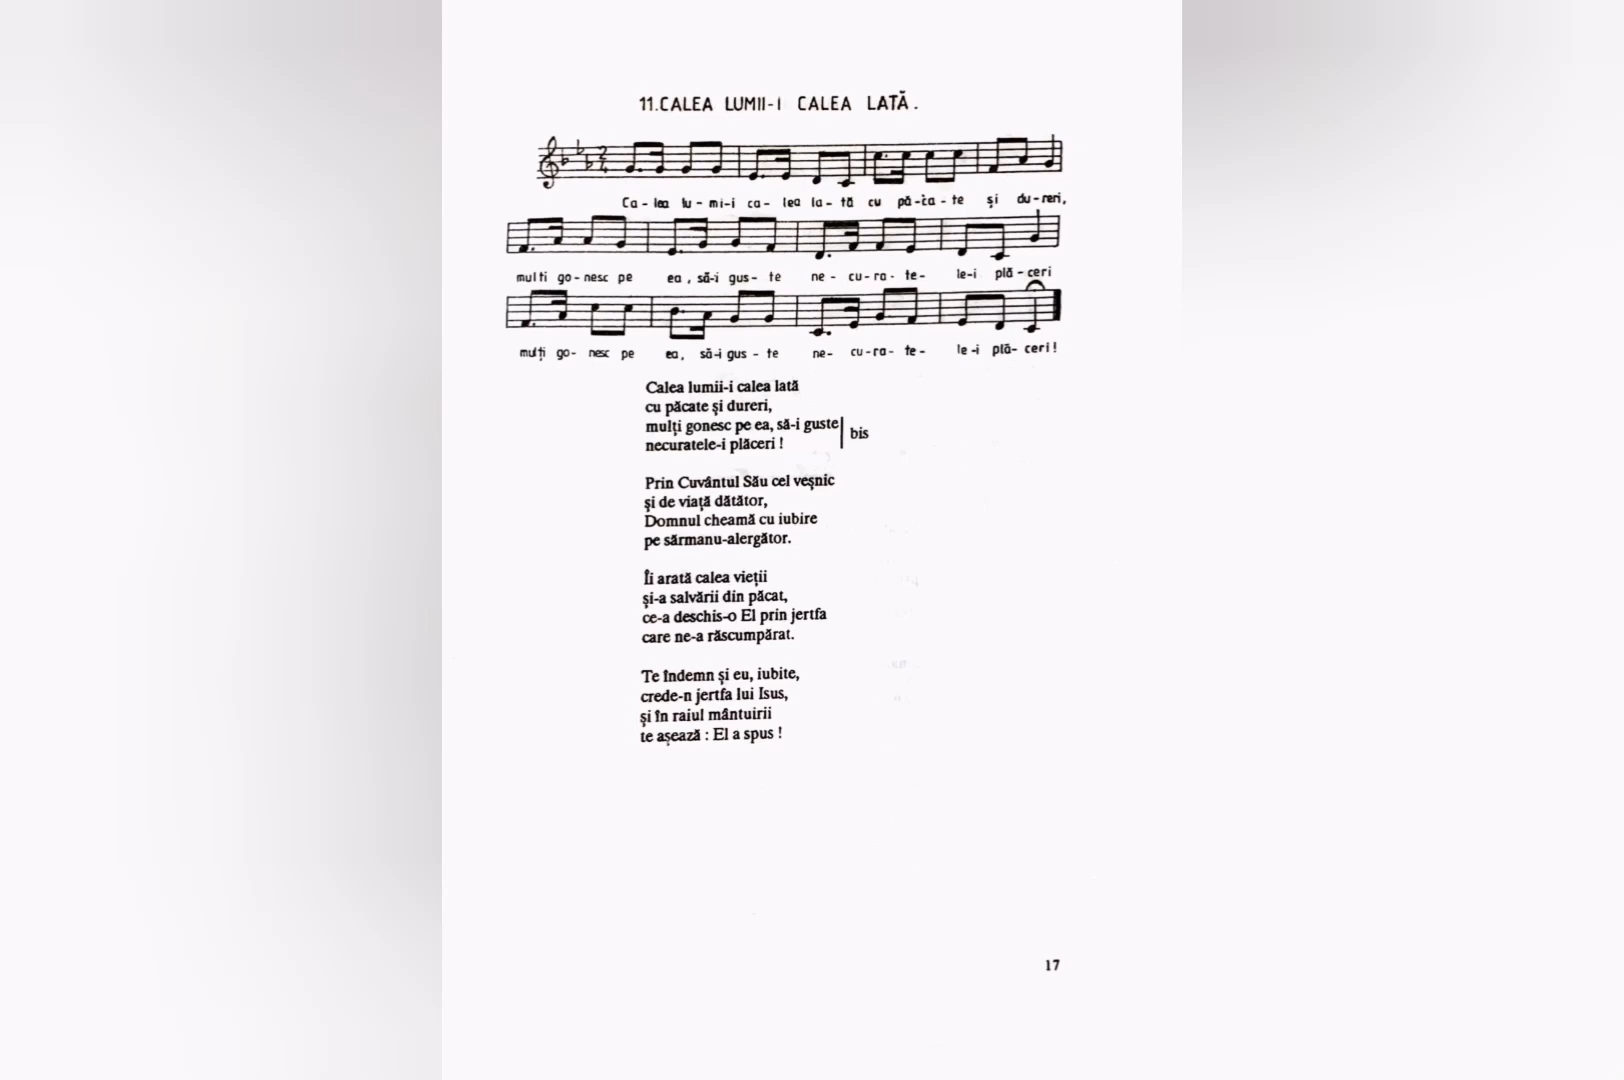 11.CALEA LUMII-I CALEA LATĂ.
Ca-lea lu-mi-i ca-lea la-tă cu pă-ca-te și du-reri,
multi go-nesc pe ea, să-i gus-te ne-cu-ra-te-le-i plă-ceri
mulți go-nesc pe ea, să-i gus-te ne-cu-ra-te-le-i plă-ceri!
Calea lumii-i calea lată
cu păcate și dureri,
mulți gonesc pe ea, să-i guste
necuratele-i plăceri !
bis
Prin Cuvântul Său cel veșnic
și de viață dătător,
Domnul cheamă cu iubire
pe sărmanu-alergător.
Îi arată calea vieții
și-a salvării din păcat,
ce-a deschis-o El prin jertfa
care ne-a răscumpărat.
Te îndemn și eu, iubite,
crede-n jertfa lui Isus,
și în raiul mântuirii
te așează : El a spus !
17